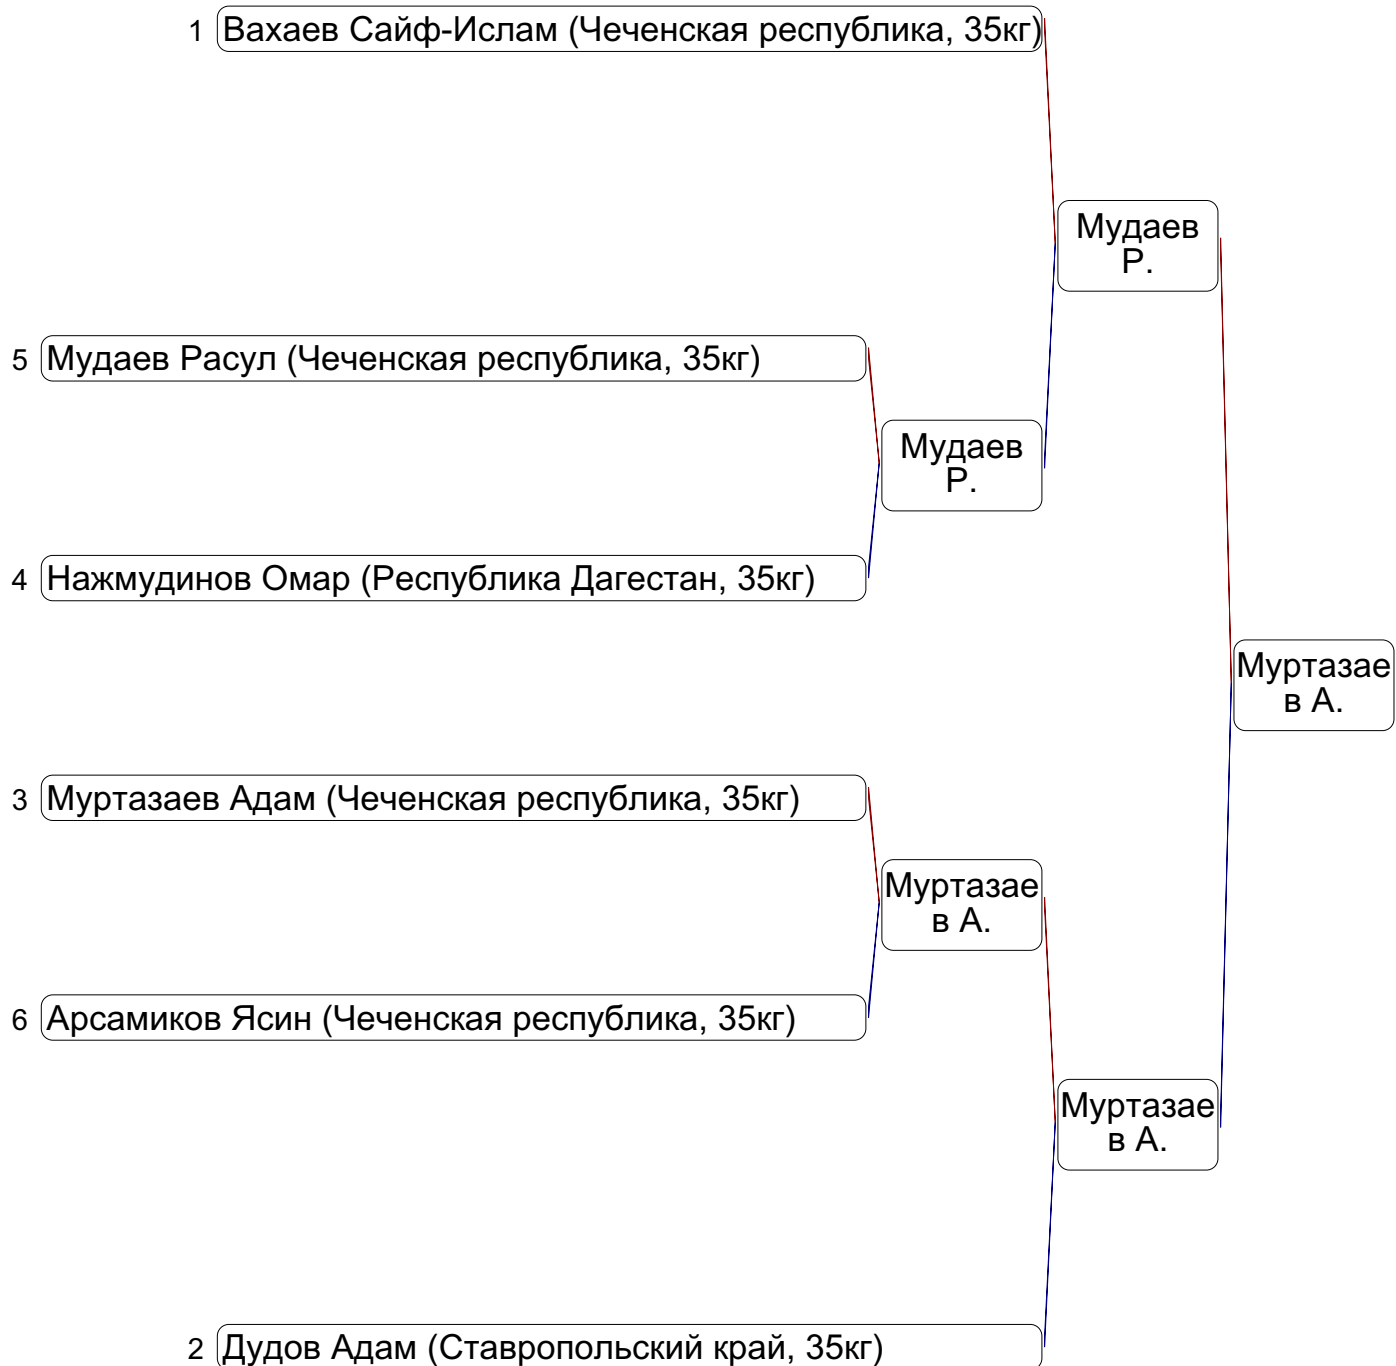 1 Вахаев Сайф-Ислам (Чеченская республика, 35кг)
Мудаев
Р.
5 Мудаев Расул (Чеченская республика, 35кг)
Мудаев
Р.
4 Нажмудинов Омар (Республика Дагестан, 35кг)
Муртазае
в А.
3 Муртазаев Адам (Чеченская республика, 35кг)
Муртазае
в А.
6 Арсамиков Ясин (Чеченская республика, 35кг)
Муртазае
в А.
2 Дудов Адам (Ставропольский край, 35кг)